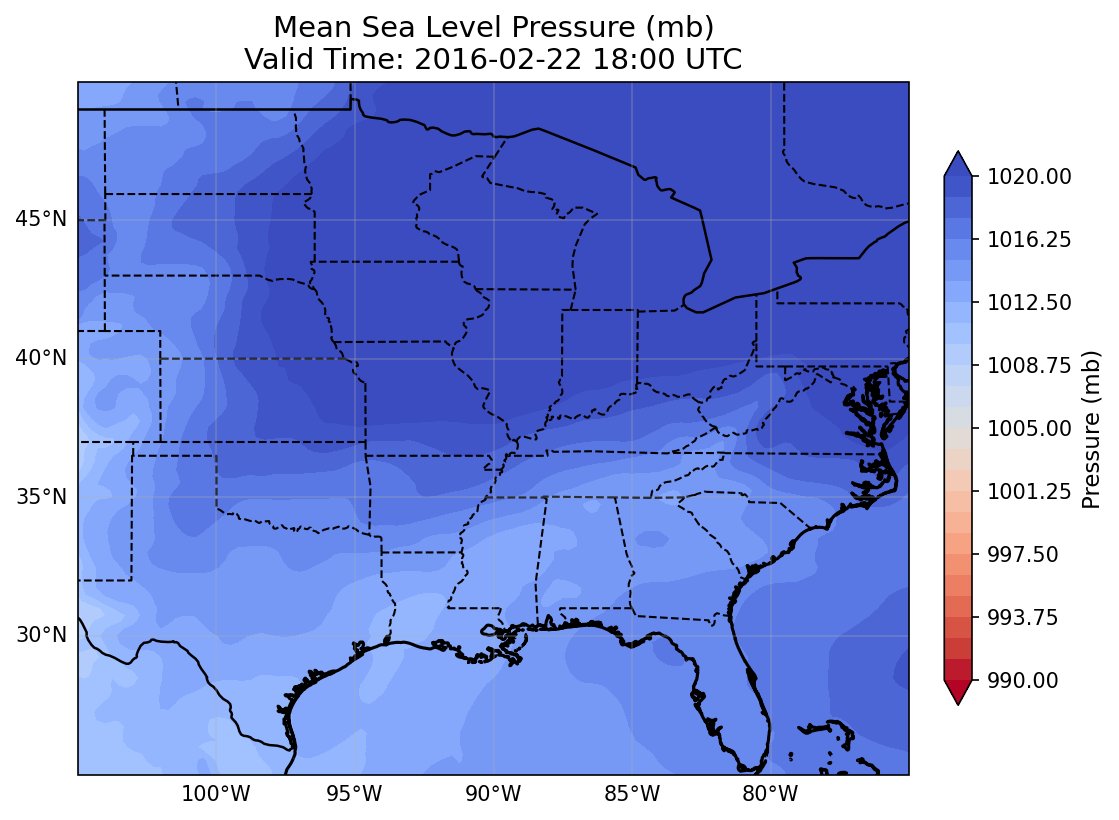 Mean Sea Level Pressure (mb)
Valid Time: 2016-02-22 18:00 UTC
45°N
40°N
35°N
30°N
100°W
95°W
90°W
85°W
80°W
1020.00
1016.25
1012.50
1008.75
1005.00
1001.25
997.50
993.75
990.00
Pressure (mb)